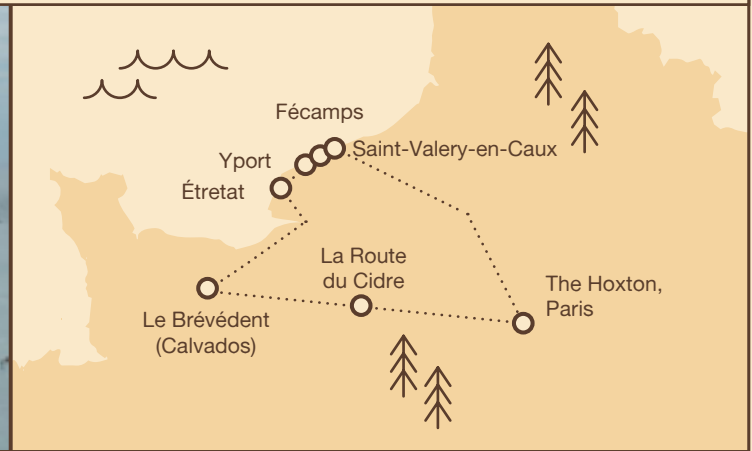 Fécamps
Saint-Valery-en-Caux
Yport
Étretat
La Route
du Cidre
The Hoxton,
Paris
Le Brévédent
(Calvados)